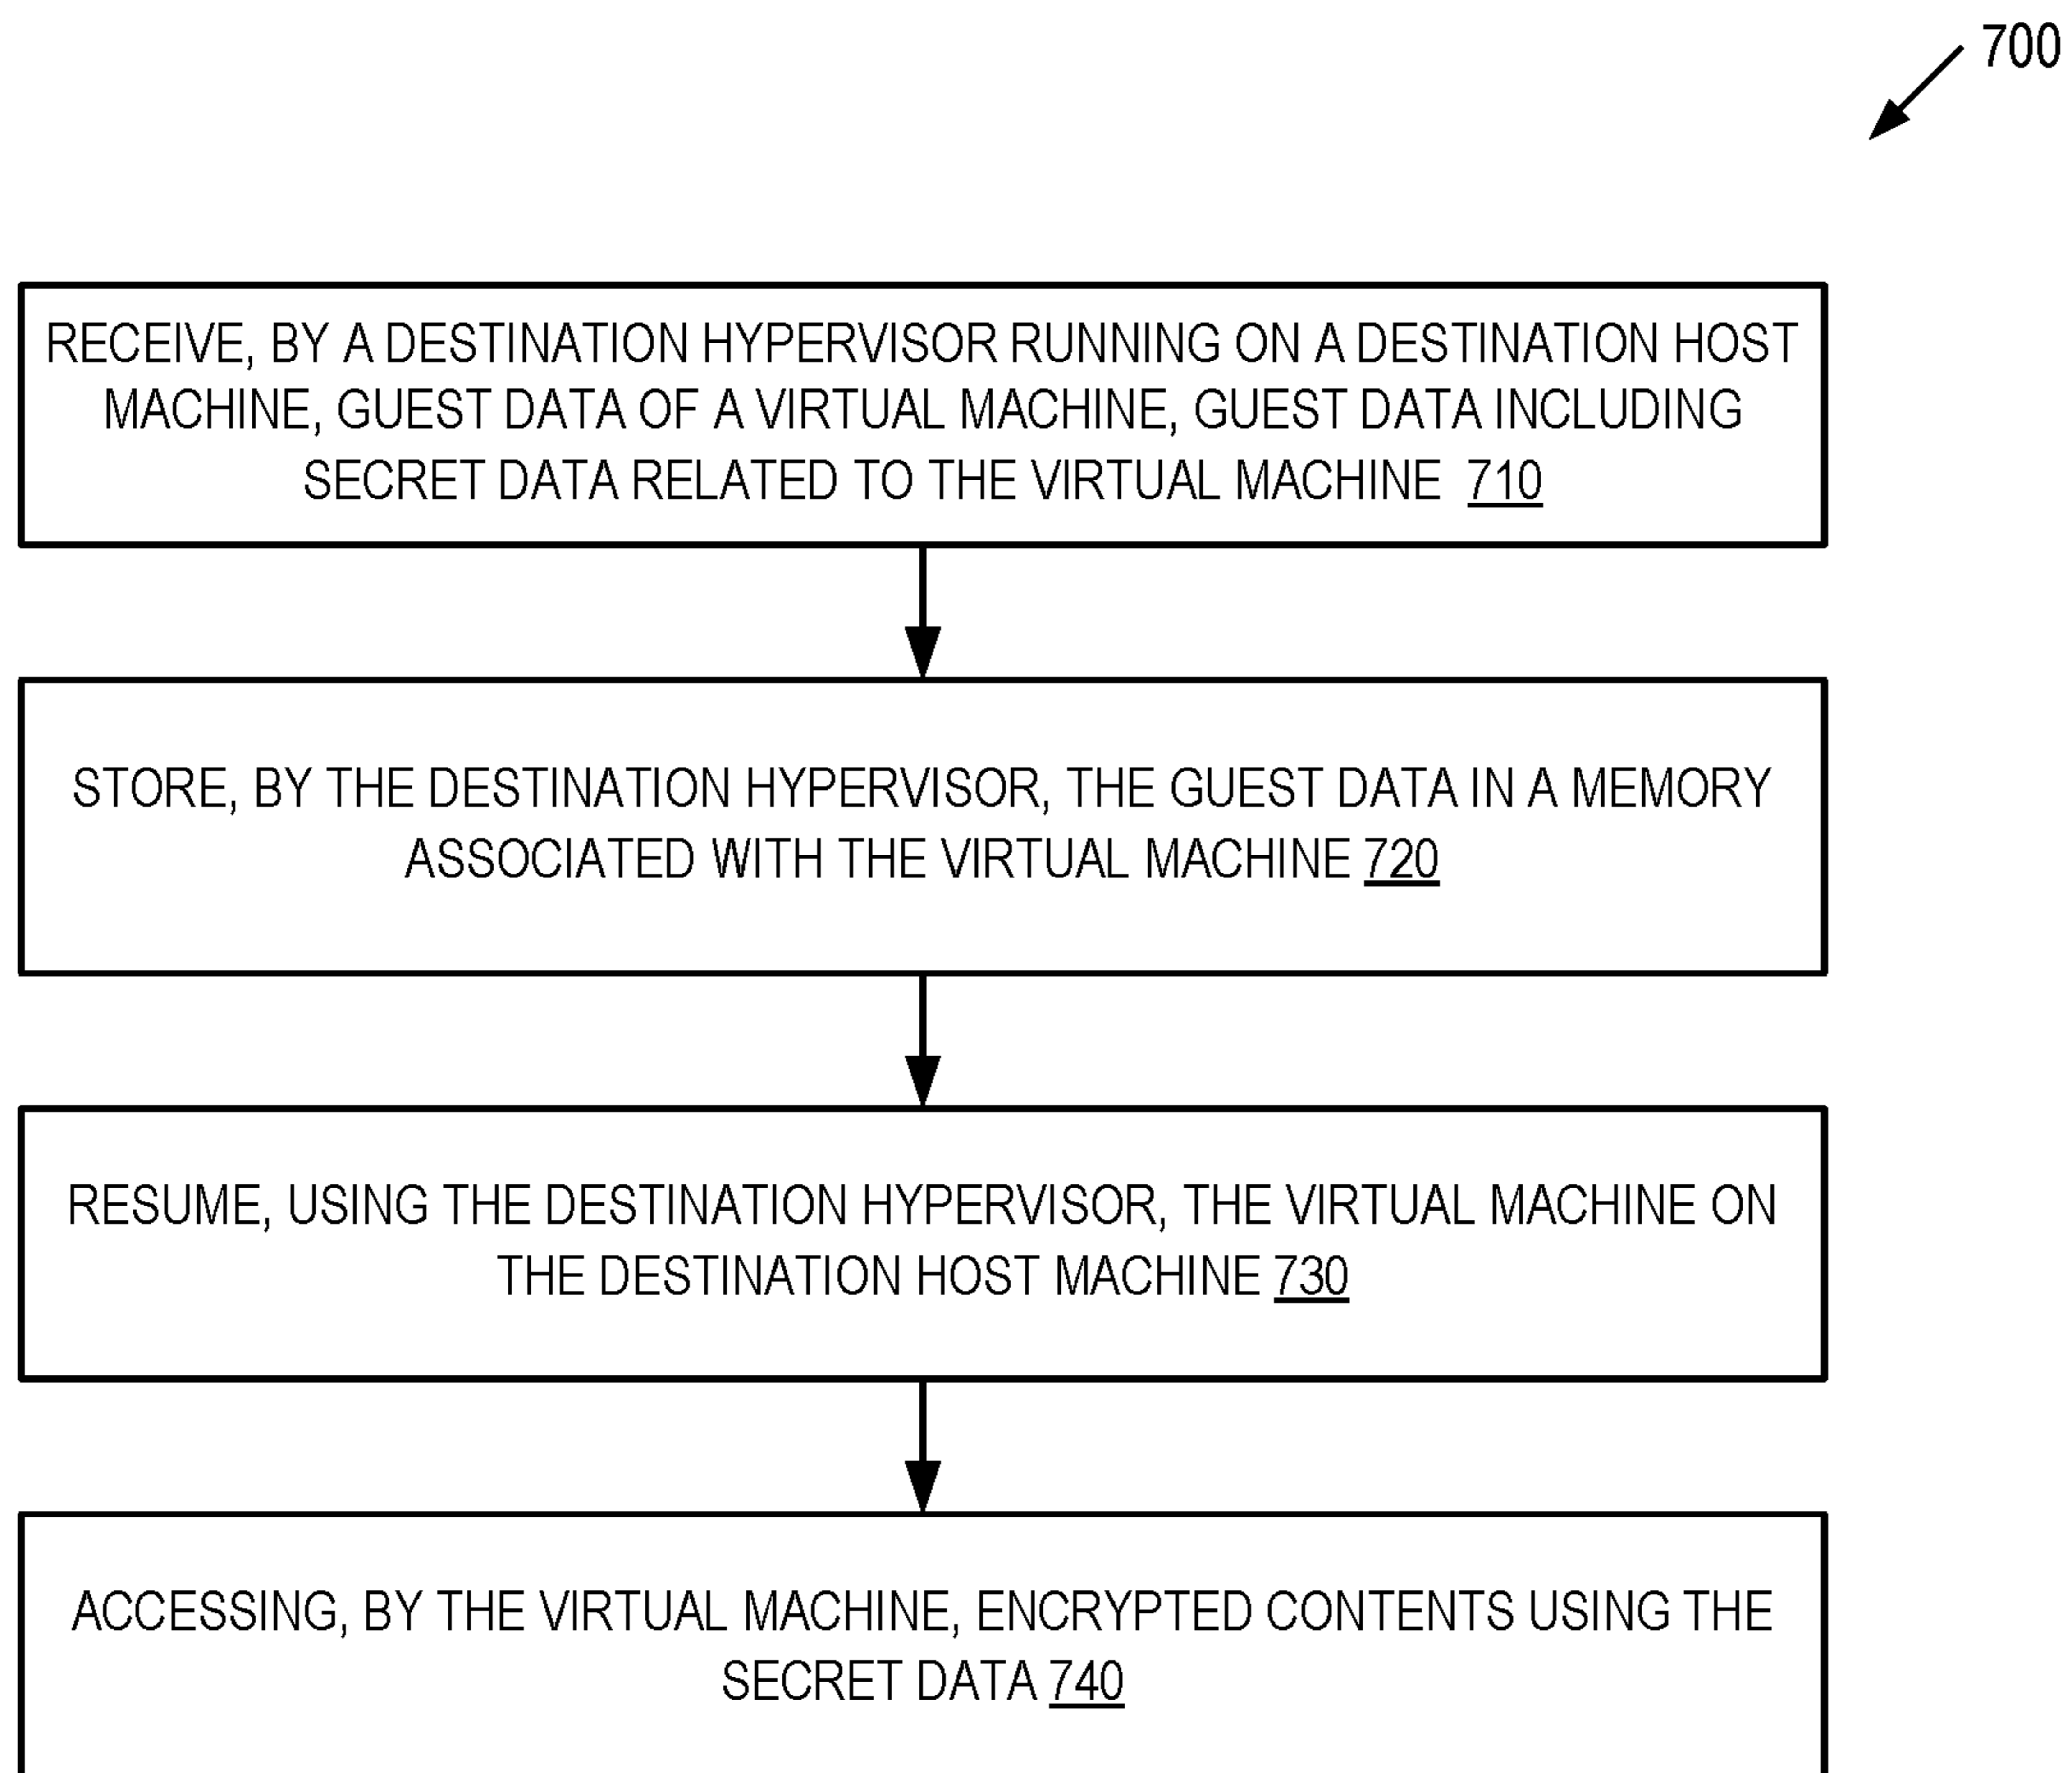 700
RECEIVE, BY A DESTINATION HYPERVISOR RUNNING ON A DESTINATION HOST
MACHINE, GUEST DATA OF A VIRTUAL MACHINE, GUEST DATA INCLUDING
SECRET DATA RELATED TO THE VIRTUAL MACHINE 710
STORE, BY THE DESTINATION HYPERVISOR, THE GUEST DATA IN A MEMORY
ASSOCIATED WITH THE VIRTUAL MACHINE 720
RESUME, USING THE DESTINATION HYPERVISOR, THE VIRTUAL MACHINE ON
THE DESTINATION HOST MACHINE 730
ACCESSING, BY THE VIRTUAL MACHINE, ENCRYPTED CONTENTS USING THE
SECRET DATA 740